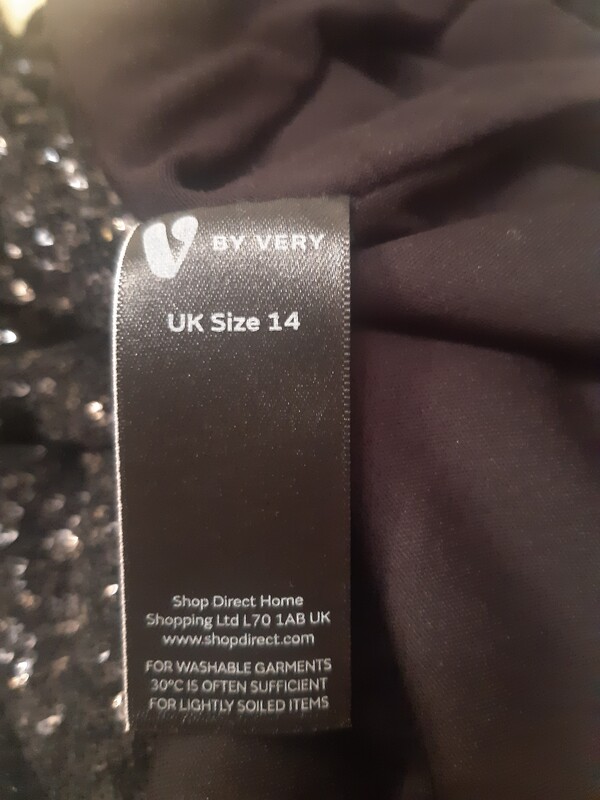 V BY VERY
UK Size 14
Shop Direct Home
Shopping Ltd L70 1AB UK
www.shopdirect.com
FOR WASHABLE GARMENTS
30°C IS OFTEN SUFFICIENT
FOR LIGHTLY SOILED ITEMS